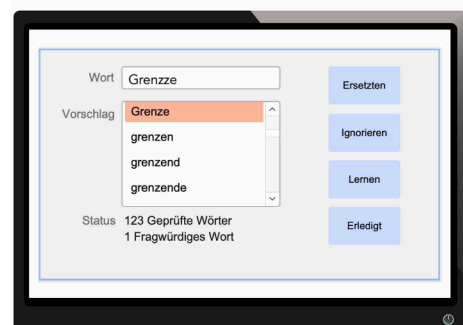 Wort
Grenzze
Ersetzten
Vorschlag
Grenze
grenzen
grenzend
grenzende
Ignorieren
Lernen
Status
123 Geprüfte Wörter
1 Fragwürdiges Wort
Erledigt